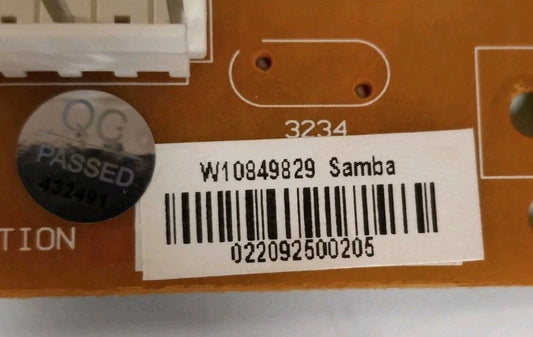 3234
QC
PASSED
432491
W10849829 Samba
022092500205
TION